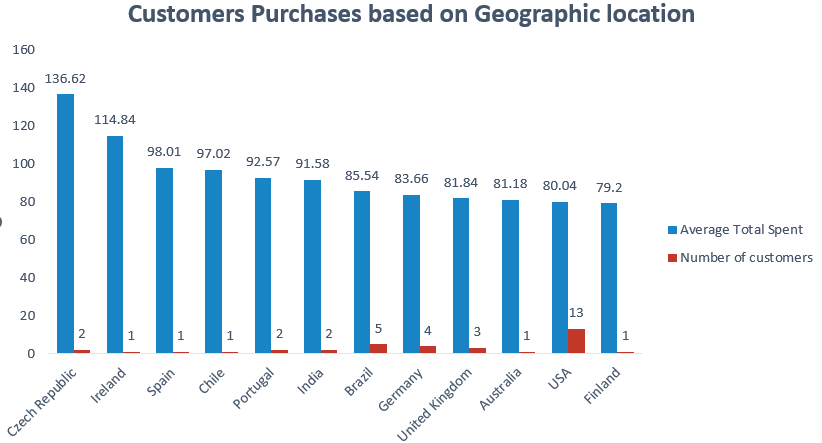 Customers Purchases based on Geographic location
160
140
120
100
80
60
40
20
0
136.62
114.84
98.01
97.02
92.57
91.58
85.54
83.66
81.84
81.18
80.04
79.2
2
1
1
1
2
2
5
4
3
1
13
1
Czech Republic
Ireland
Spain
Chile
Portugal
India
Brazil
Germany
United Kingdom
Australia
USA
Finland
Average Total Spent
Number of customers